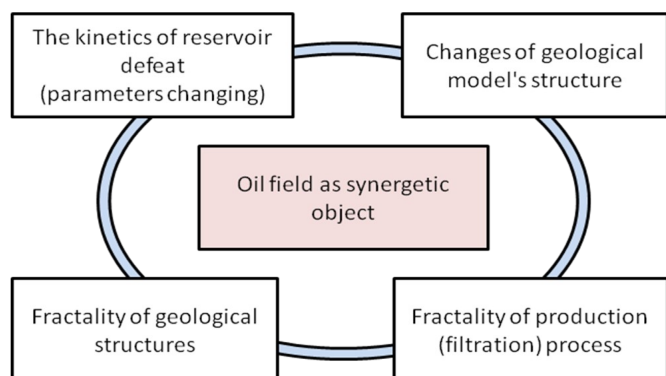 The kinetics of reservoir
defeat
(parameters changing)
Changes of geological
model's structure
Oil field as synergetic
object
Fractality of geological
structures
Fractality of production
(filtration) process